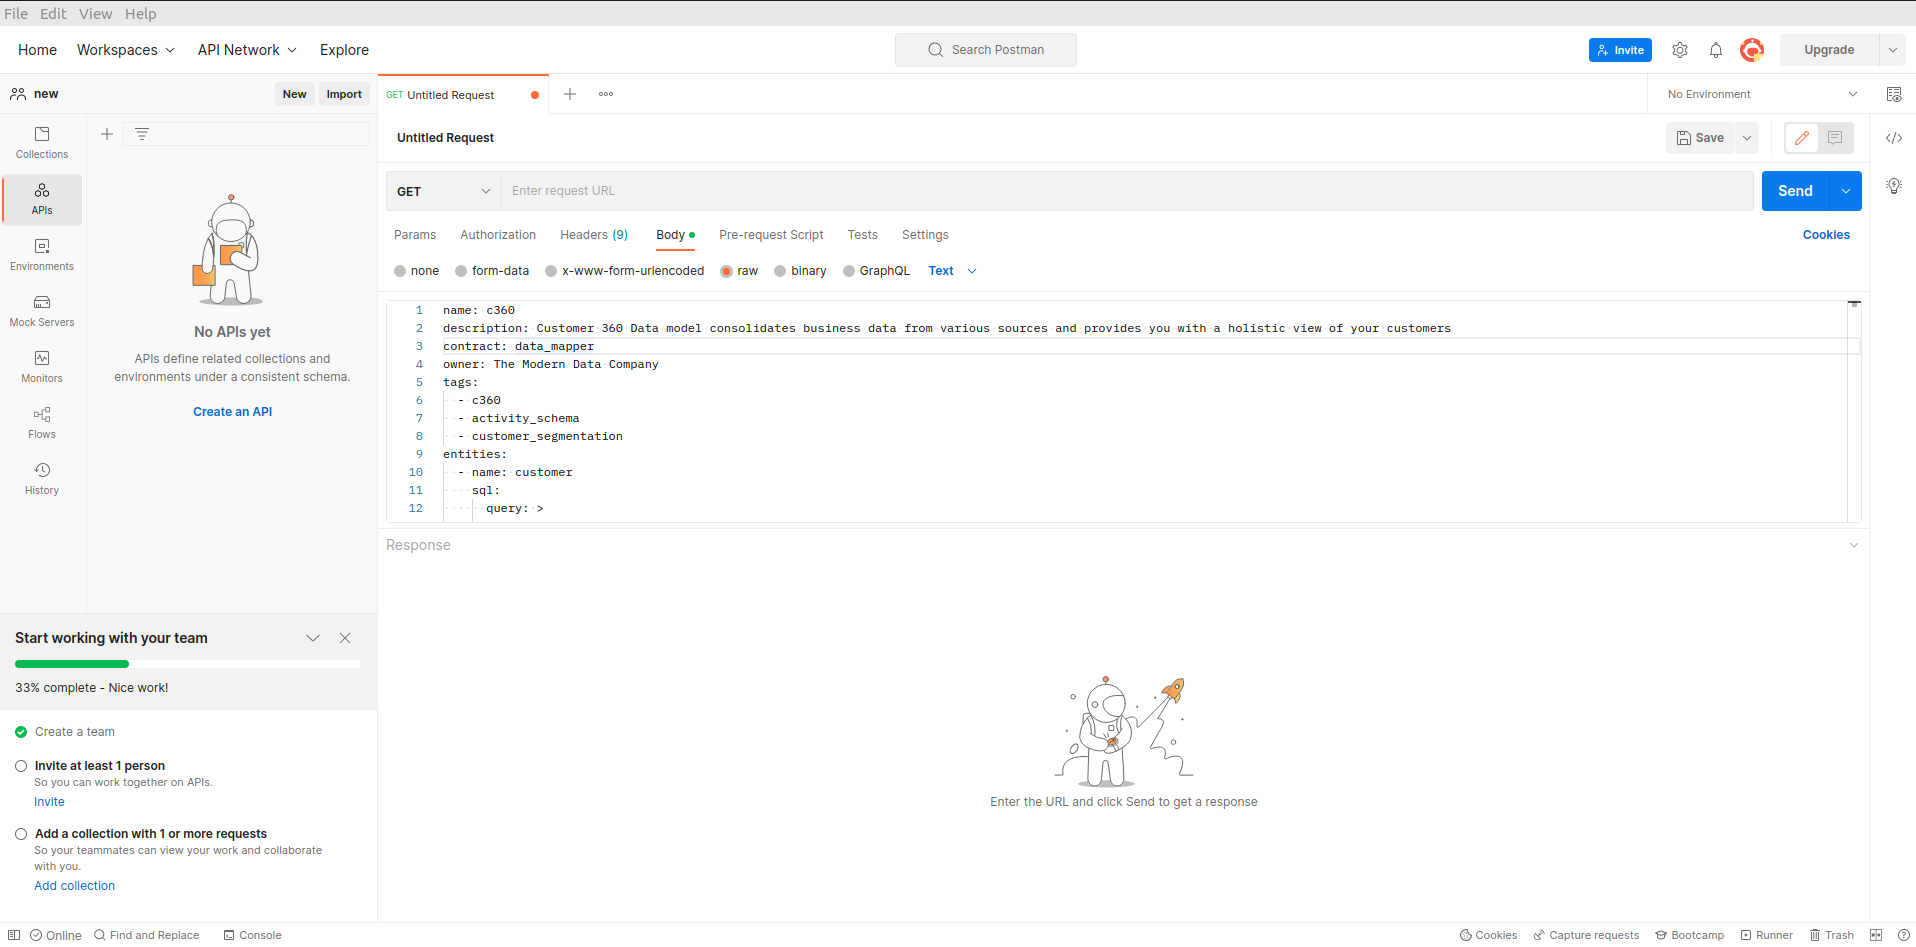 File Edit View Help
Home Workspaces API Network Explore
Search Postman
Invite
Upgrade
new
New Import
GET Untitled Request
No Environment
Untitled Request
Save
GET
Enter request URL
Send
Collections
APIs
Environments
Mock Servers
Monitors
Flows
History
No APIs yet
APIs define related collections and
environments under a consistent schema.
Create an API
Params Authorization Headers (9) Body Pre-request Script Tests Settings
Cookies
none form-data x-www-form-urlencoded raw binary GraphQL Text
1 name: c360
2 description: Customer 360 Data model consolidates business data from various sources and provides you with a holistic view of your customers
3 contract: data_mapper
4 owner: The Modern Data Company
5 tags:
6 - c360
7 - activity_schema
8 - customer_segmentation
9 entities:
10 - name: customer
11 sql:
12 query: >
Response
Enter the URL and click Send to get a response
Start working with your team
33% complete - Nice work!
Create a team
Invite at least 1 person
So you can work together on APIs.
Invite
Add a collection with 1 or more requests
So your teammates can view your work and collaborate
with you.
Add collection
Online Find and Replace Console
Cookies Capture requests Bootcamp Runner Trash